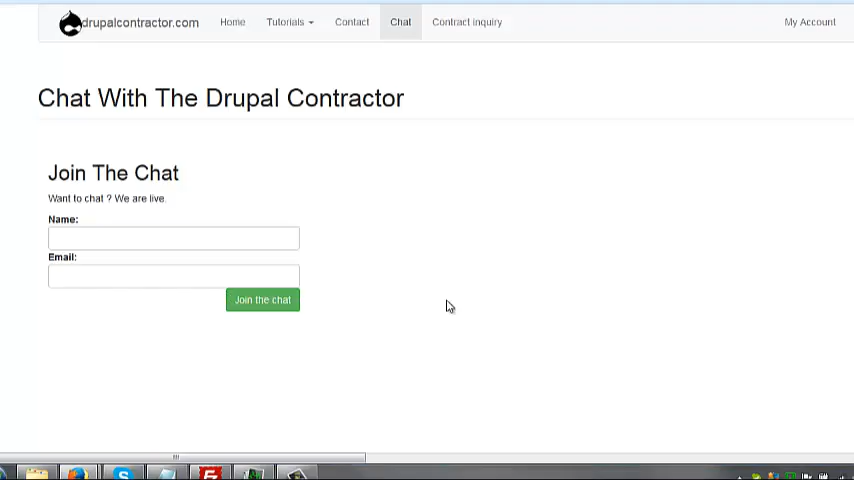 drupalcontractor.com Home Tutorials Contact Chat Contract inquiry My Account
Chat With The Drupal Contractor
Join The Chat
Want to chat ? We are live.
Name:
Email:
Join the chat